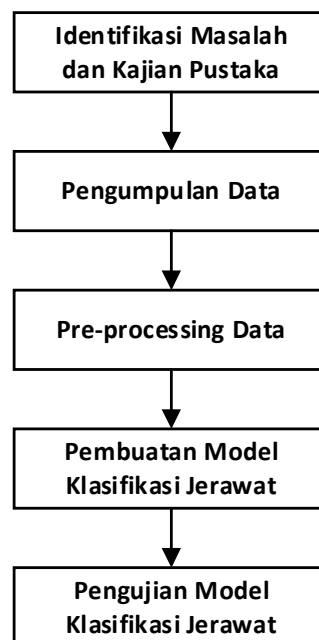 Identifikasi Masalah
dan Kajian Pustaka
Pengumpulan Data
Pre-processing Data
Pembuatan Model
Klasifikasi Jerawat
Pengujian Model
Klasifikasi Jerawat